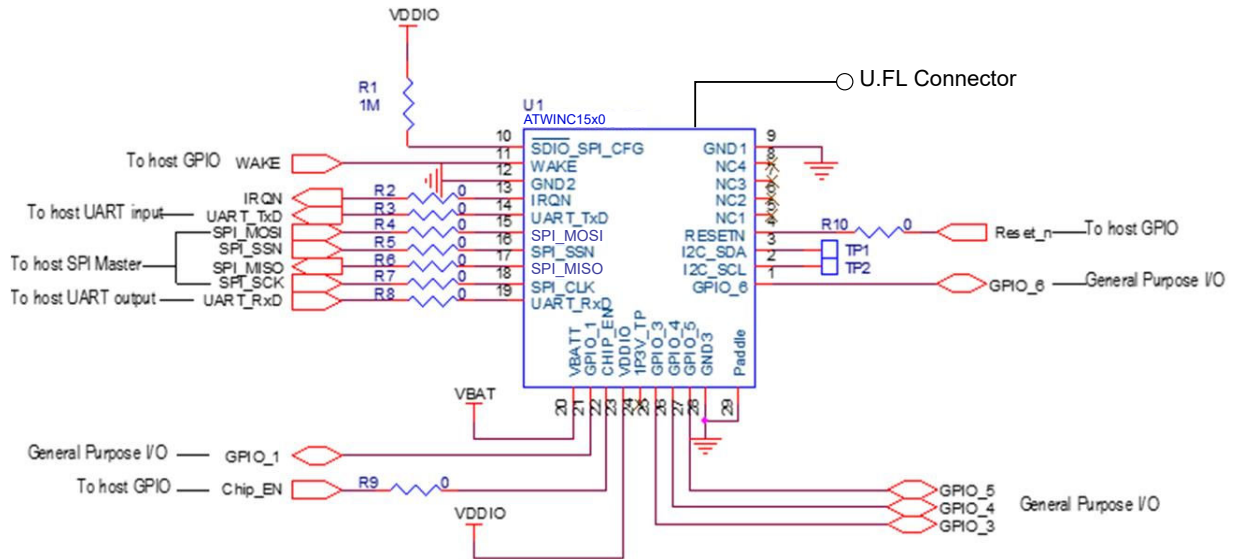 VDDIO
R1
1M
U.FL Connector
U1
ATWINC15x0
10
SDIO_SPI_CFG
GND1
9
To host GPIO WAKE
11
WAKE
NC4
8
12
GND2
NC3
7
IRQN
R2
0
13
IRQN
NC2
6
To host UART input
UART_TxD
R3
0
14
UART_TxD
NC1
5
SPI_MOSI
R4
0
15
SPI_MOSI
RESETN
4
R10
0
Reset_n
To host GPIO
SPI_SSN
R5
0
16
SPI_SSN
I2C_SDA
3
TP1
To host SPI Master
SPI_MISO
R6
0
17
SPI_MISO
I2C_SCL
2
TP2
SPI_SCK
R7
0
18
SPI_CLK
GPIO_6
1
GPIO_6
General Purpose I/O
To host UART output
UART_RxD
R8
0
19
UART_RxD
VBATT
GPIO_1
CHIP_EN
VDDIO
1P3V_TP
GPIO_3
GPIO_4
GPIO_5
GND3
Paddle
20
21
22
23
24
25
26
27
28
29
VBAT
General Purpose I/O
GPIO_1
To host GPIO
Chip_EN
R9
0
VDDIO
GPIO_5
GPIO_4
General Purpose I/O
GPIO_3